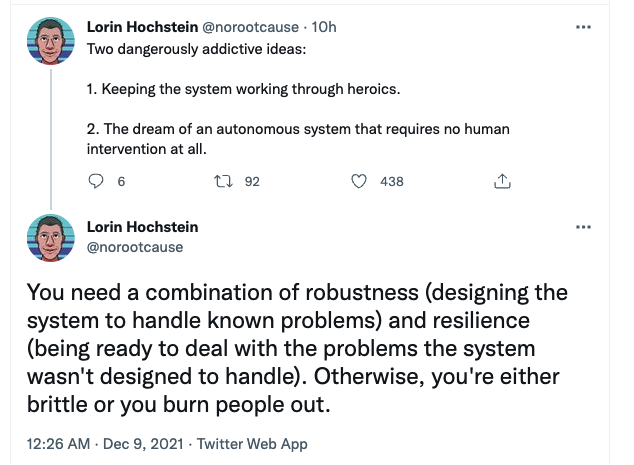 Lorin Hochstein @norootcause · 10h
Two dangerously addictive ideas:
1. Keeping the system working through heroics.
2. The dream of an autonomous system that requires no human
intervention at all.
6 92 438
Lorin Hochstein
@norootcause
You need a combination of robustness (designing the
system to handle known problems) and resilience
(being ready to deal with the problems the system
wasn't designed to handle). Otherwise, you're either
brittle or you burn people out.
12:26 AM · Dec 9, 2021 · Twitter Web App